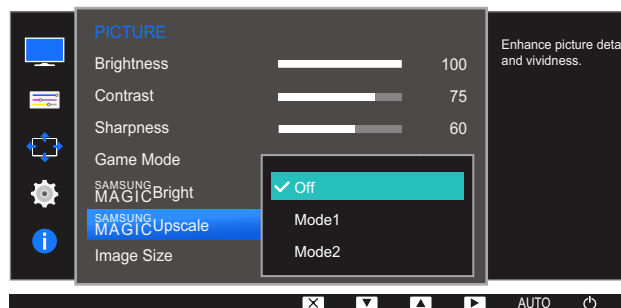 PICTURE
Brightness 100
Contrast 75
Sharpness 60
Game Mode
SAMSUNG
MAGIC Bright
SAMSUNG
MAGIC Upscale
Image Size
Off
Mode1
Mode2
Enhance picture deta
and vividness.
AUTO